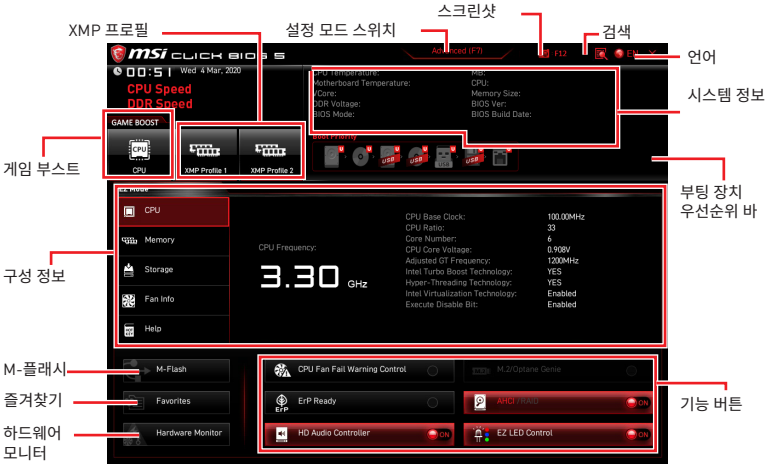 스크린샷
XMP 프로필
설정 모드 스위치
검색
msi CLICK BIOS 5
Advanced (F7)
F12
EN
언어
00:51 Wed 4 Mar, 2020
CPU Speed
DDR Speed
CPU Temperature:
Motherboard Temperature:
VCore:
DDR Voltage:
BIOS Mode:
MB:
CPU:
Memory Size:
BIOS Ver:
BIOS Build Date:
시스템 정보
GAME BOOST
CPU
CPU
XMP Profile 1
XMP Profile 2
Boot Priority
U
U
U
USB
U
USB
U
USB
U
USB
U
게임 부스트
부팅 장치
우선순위 바
EZ Mode
CPU
Memory
Storage
Fan Info
HOT
KEY
Help
구성 정보
CPU Frequency:
3.30 GHz
CPU Base Clock: 100.00MHz
CPU Ratio: 33
Core Number: 6
CPU Core Voltage: 0.908V
Adjusted GT Frequency: 1200MHz
Intel Turbo Boost Technology: YES
Hyper-Threading Technology: YES
Intel Virtualization Technology: Enabled
Execute Disable Bit: Enabled
M-플래시
M-Flash
CPU Fan Fail Warning Control
M.2/Optane Genie
즐겨찾기
Favorites
ErP
ErP Ready
AHCI /RAID
ON
기능 버튼
하드웨어
모니터
Hardware Monitor
HD Audio Controller
ON
EZ LED Control
ON